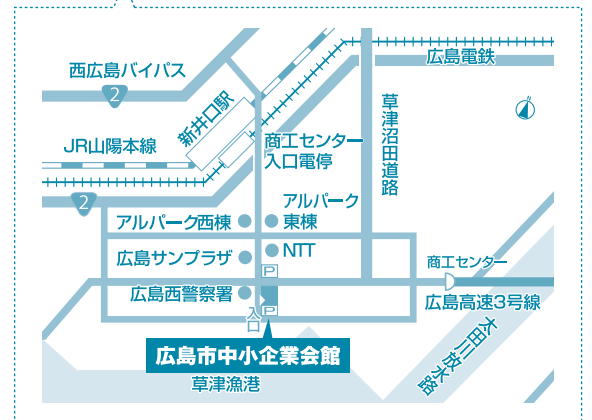 西広島バイパス
2
広島電鉄
新井口駅
草津沼田道路
JR山陽本線
商工センター
入口電停
2
アルパーク西棟
アルパーク
東棟
広島サンプラザ
NTT
P
商工センター
広島西警察署
入口
P
広島高速3号線
広島市中小企業会館
太田川放水路
草津漁港